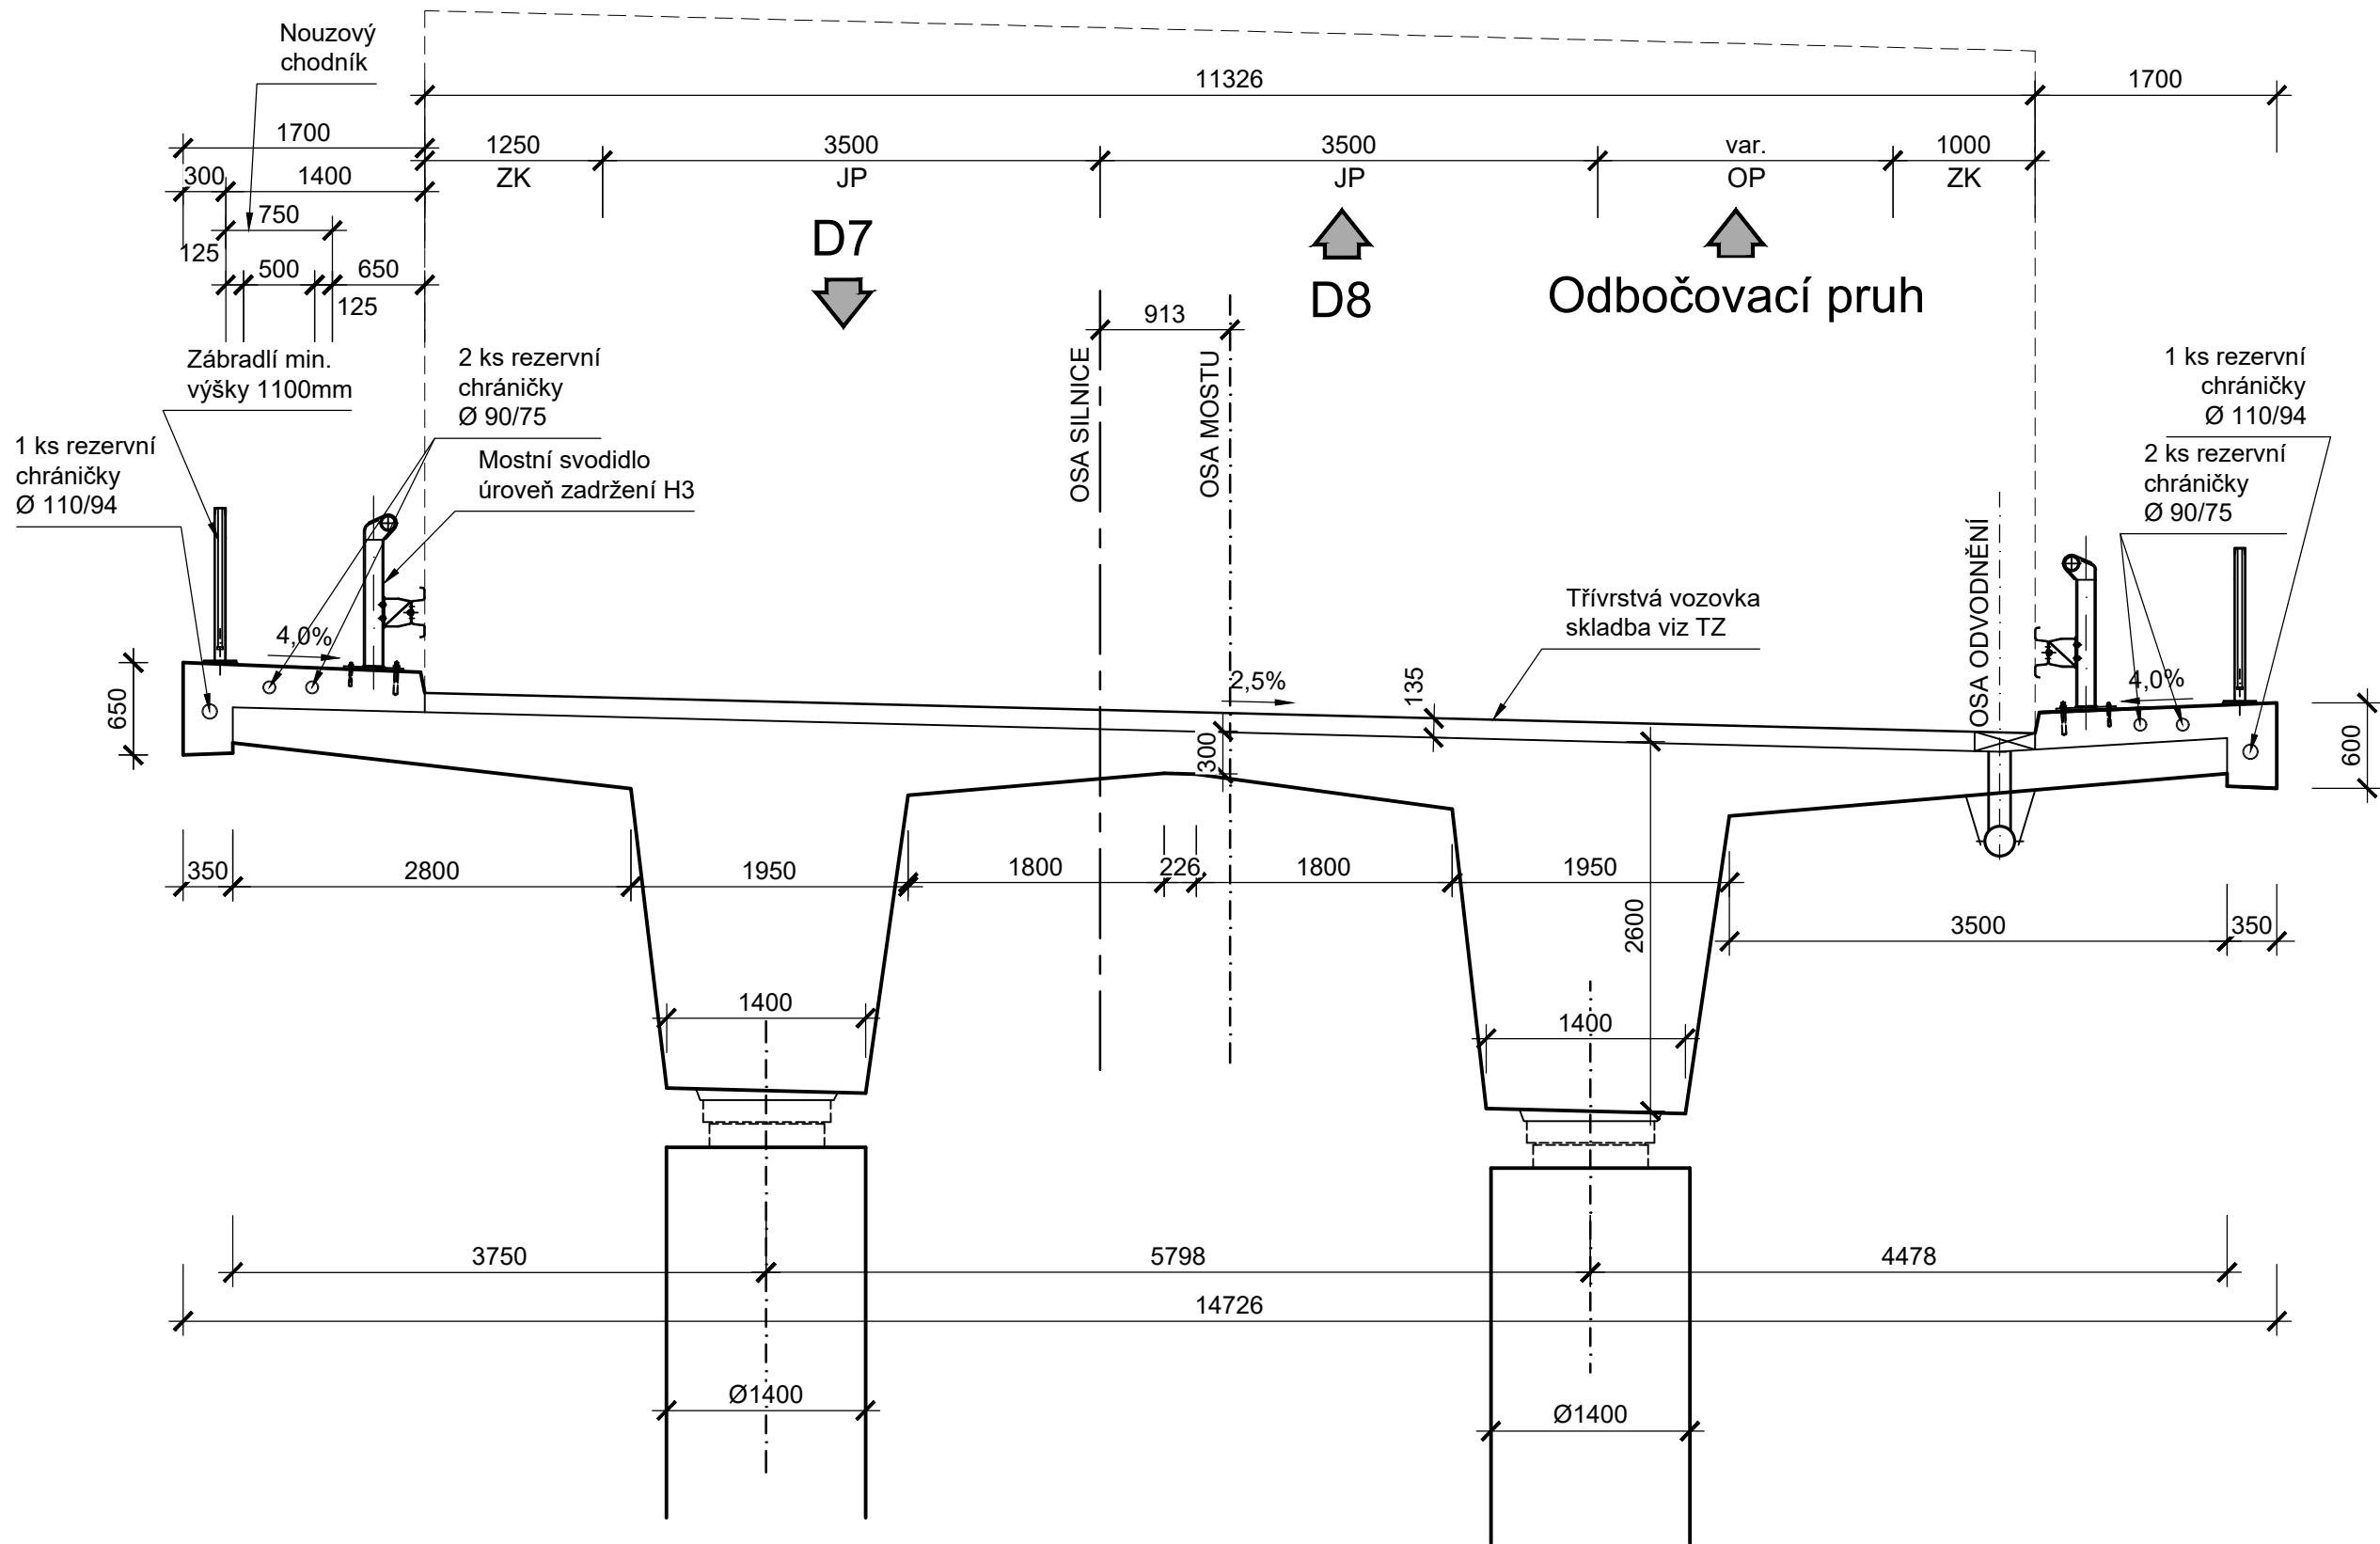 Nouzový
chodník
11326
1700
1700
1250
3500
3500
var.
1000
ZK
JP
JP
OP
ZK
300
1400
750
125
500
650
125
D7
D8
Odbočovací pruh
913
OSA SILNICE
OSA MOSTU
Zábradlí min.
výšky 1100mm
2 ks rezervní
chráničky
Ø 90/75
Mostní svodidlo
úroveň zadržení H3
1 ks rezervní
chráničky
Ø 110/94
1 ks rezervní
chráničky
Ø 110/94
2 ks rezervní
chráničky
Ø 90/75
OSA ODVODNĚNÍ
Třívrstvá vozovka
skladba viz TZ
4,0%
2,5%
135
4,0%
650
300
600
350
2800
1950
1800
226
1800
1950
2600
3500
350
1400
1400
3750
5798
4478
14726
Ø1400
Ø1400